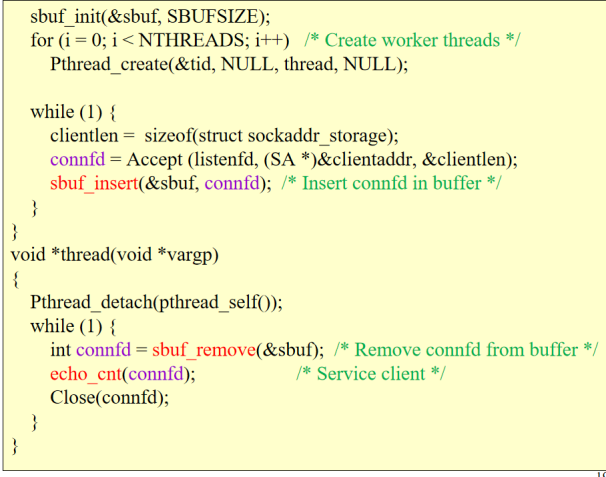 sbuf_init(&sbuf, SBUFSIZE);
for (i = 0; i < NTHREADS; i++)  /* Create worker threads */
Pthread_create(&tid, NULL, thread, NULL);
while (1) {
clientlen =  sizeof(struct sockaddr_storage);
connfd = Accept (listenfd, (SA *)&clientaddr, &clientlen);
sbuf_insert(&sbuf, connfd);  /* Insert connfd in buffer */
}
}
void *thread(void *vargp)
{
Pthread_detach(pthread_self());
while (1) {
int connfd = sbuf_remove(&sbuf);  /* Remove connfd from buffer */
echo_cnt(connfd);  /* Service client */
Close(connfd);
}
}